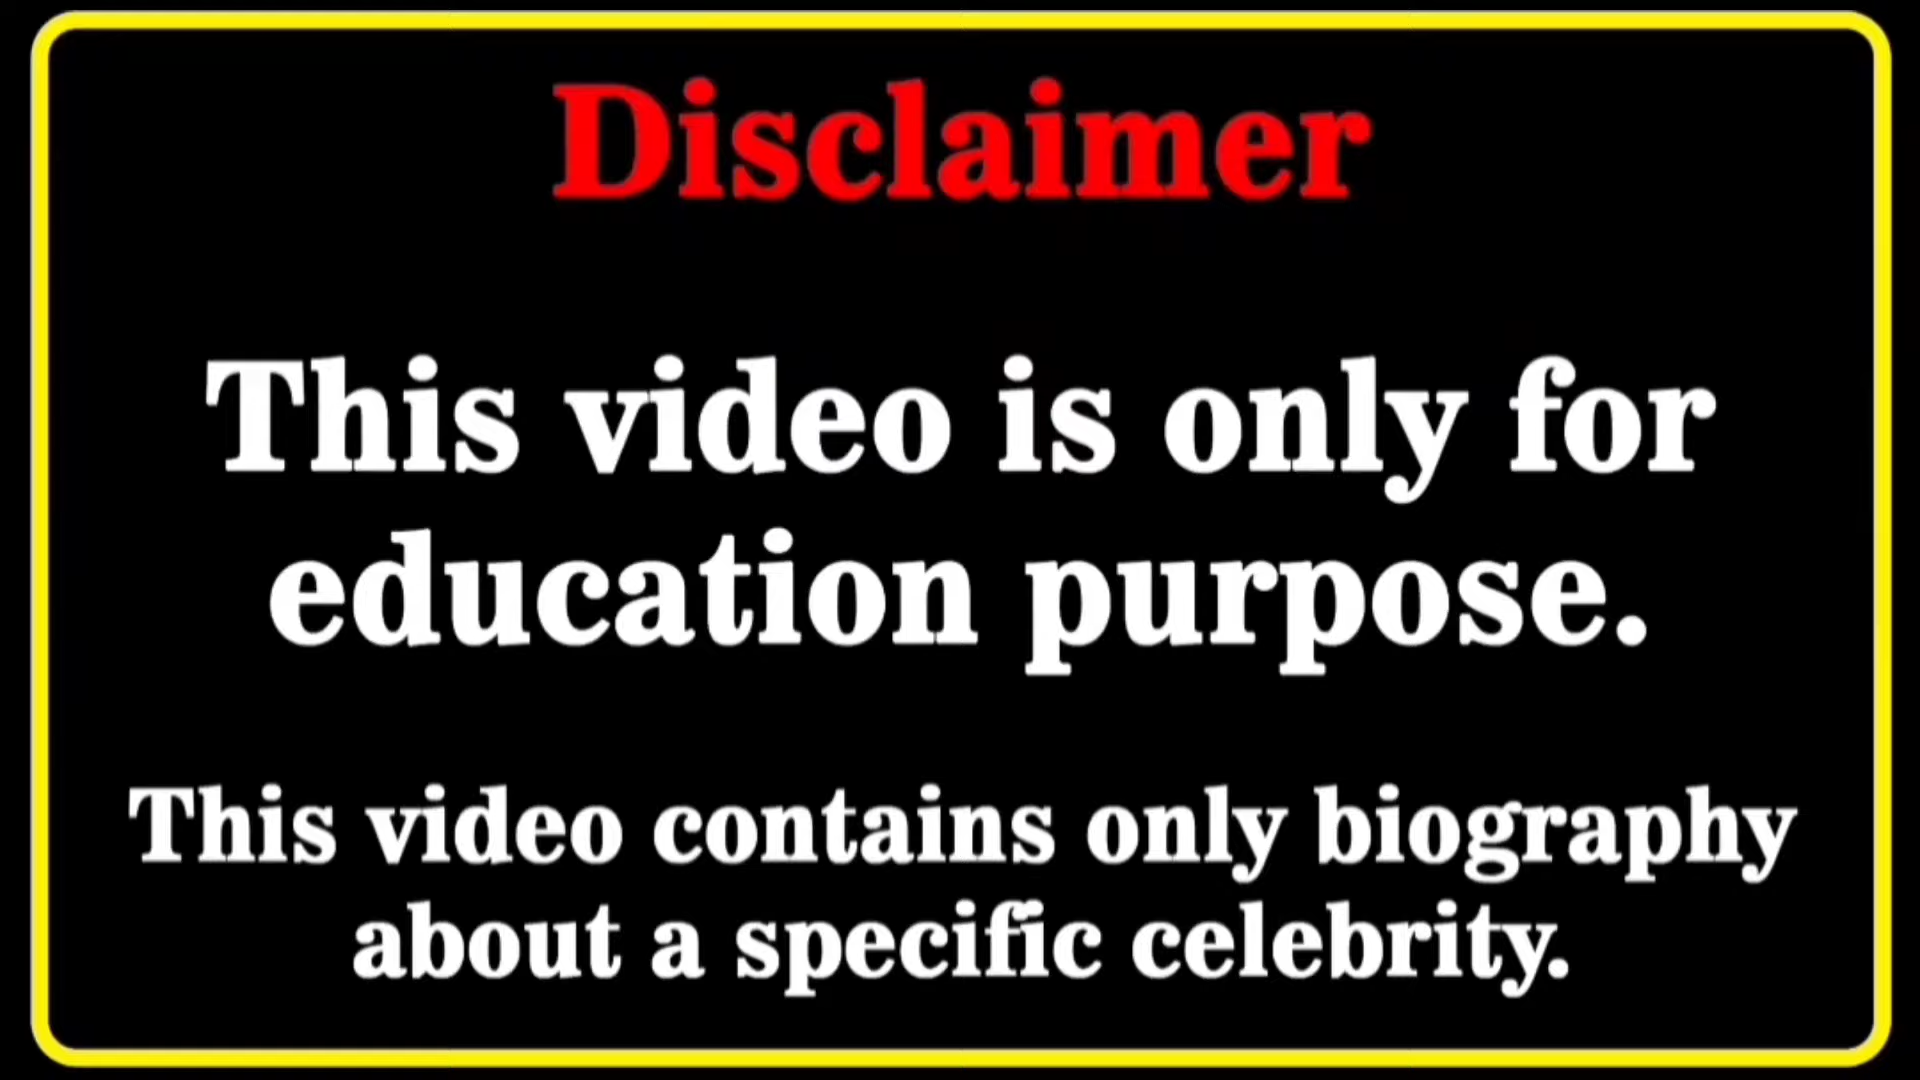 Disclaimer
This video is only for
education purpose.
This video contains only biography
about a specific celebrity.